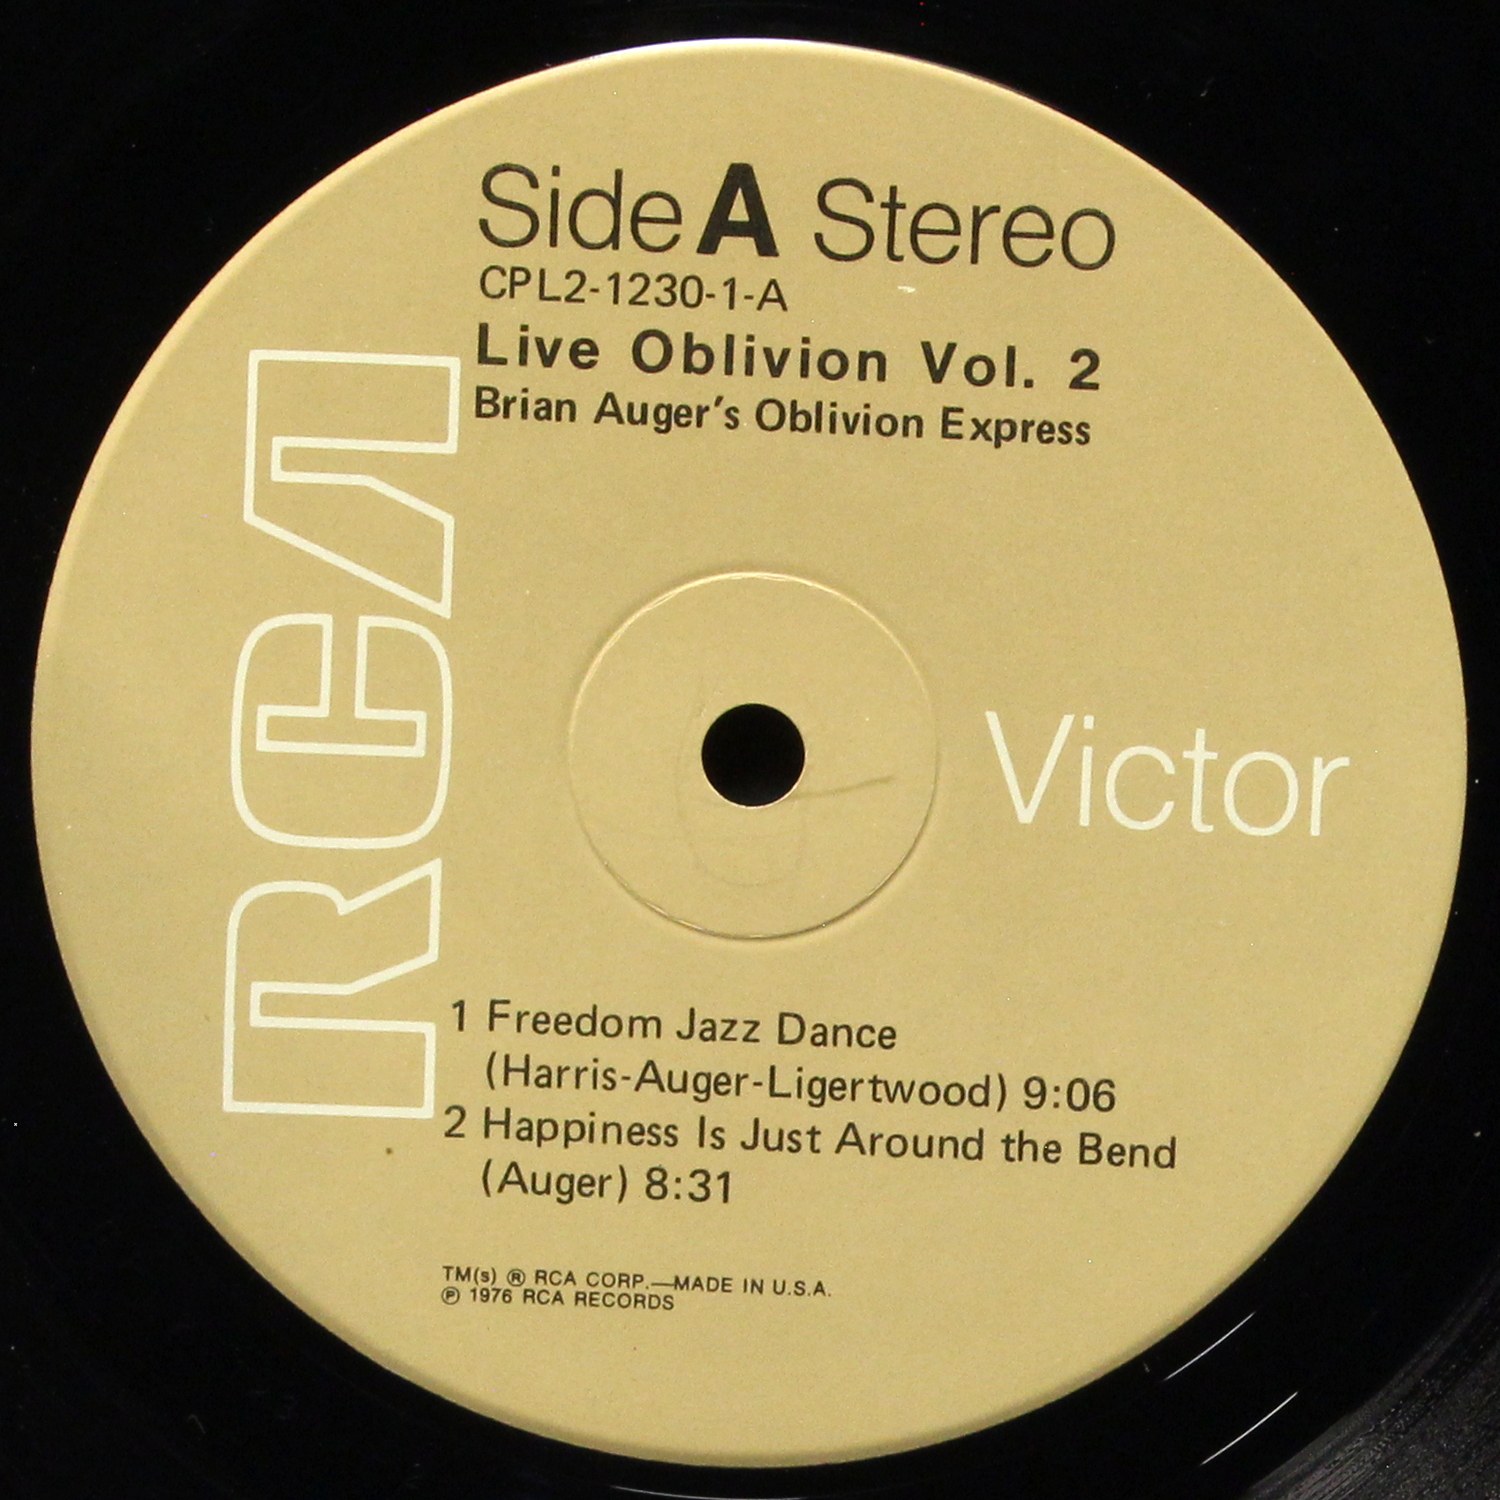 Side A Stereo
CPL2-1230-1-A
Live Oblivion Vol. 2
Brian Auger's Oblivion Express
RCA
Victor
1 Freedom Jazz Dance
(Harris-Auger-Ligertwood) 9:06
2 Happiness Is Just Around the Bend
(Auger) 8:31
TM(s) ® RCA CORP.—MADE IN U.S.A.
℗ 1976 RCA RECORDS